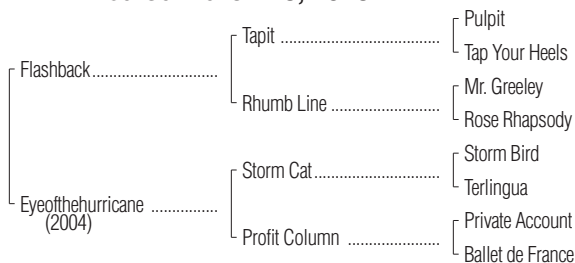 Pulpit
Tapit ......................................
Tap Your Heels
Flashback..............................
Mr. Greeley
Rhumb Line ..........................
Rose Rhapsody
Storm Bird
Storm Cat..............................
Terlingua
Eyeofthehurricane ................
(2004)
Private Account
Profit Column ......................
Ballet de France